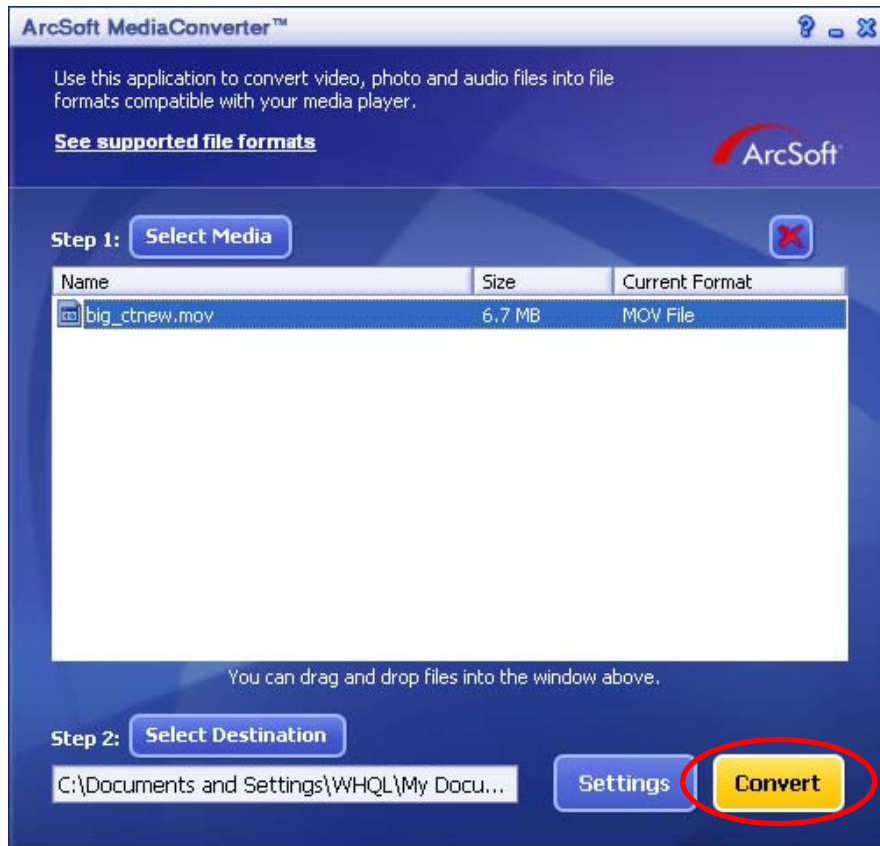 ArcSoft MediaConverter™
Use this application to convert video, photo and audio files into file
formats compatible with your media player.
See supported file formats
ArcSoft
Step 1: Select Media
Name Size Current Format
big_ctnew.mov 6.7 MB MOV File
You can drag and drop files into the window above.
Step 2: Select Destination
C:\Documents and Settings\WHQL\My Docu... Settings Convert